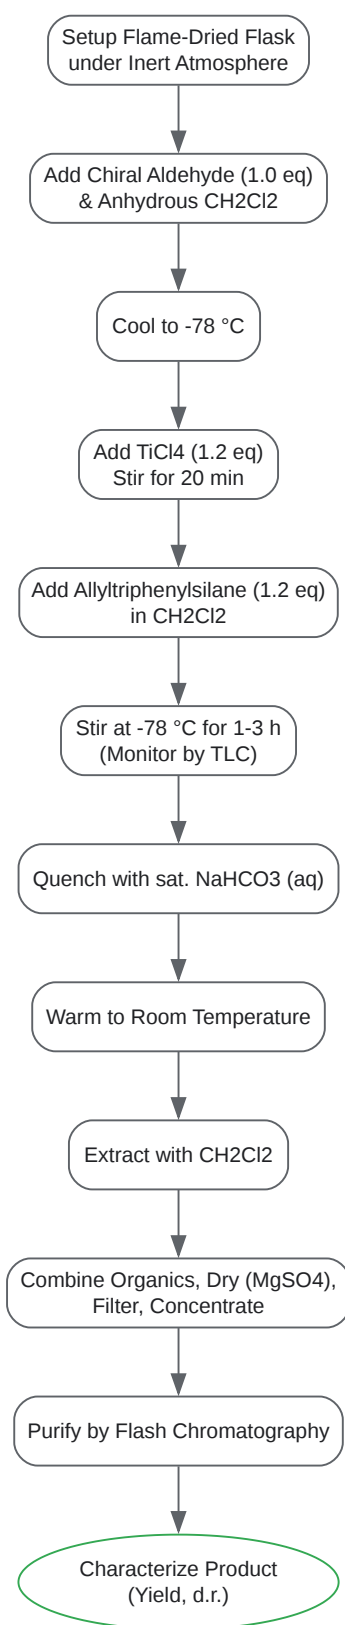 Setup Flame-Dried Flask
under Inert Atmosphere
Add Chiral Aldehyde (1.0 eq)
& Anhydrous CH2Cl2
Cool to -78 °C
Add TiCl4 (1.2 eq)
Stir for 20 min
Add Allyltriphenylsilane (1.2 eq)
in CH2Cl2
Stir at -78 °C for 1-3 h
(Monitor by TLC)
Quench with sat. NaHCO3 (aq)
Warm to Room Temperature
Extract with CH2Cl2
Combine Organics, Dry (MgSO4),
Filter, Concentrate
Purify by Flash Chromatography
Characterize Product
(Yield, d.r.)